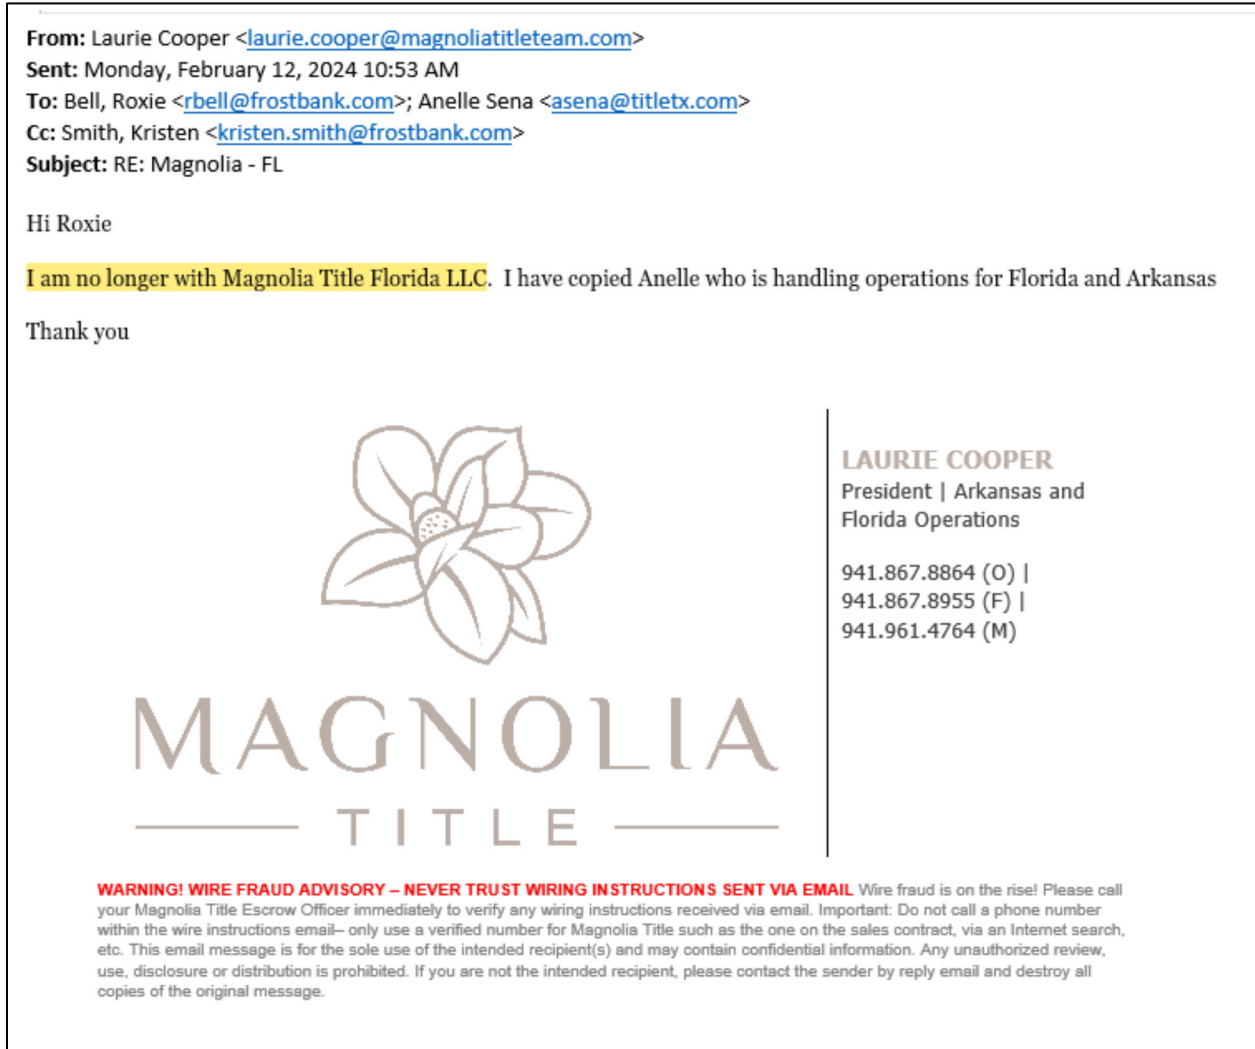 From: Laurie Cooper <laurie.cooper@magnoliatitleteam.com>
Sent: Monday, February 12, 2024 10:53 AM
To: Bell, Roxie <rbell@frostbank.com>; Anelle Sena <asena@titletx.com>
Cc: Smith, Kristen <kristen.smith@frostbank.com>
Subject: RE: Magnolia - FL
Hi Roxie
I am no longer with Magnolia Title Florida LLC.  I have copied Anelle who is handling operations for Florida and Arkansas
Thank you
MAGNOLIA
TITLE
LAURIE COOPER
President | Arkansas and
Florida Operations
941.867.8864 (O) |
941.867.8955 (F) |
941.961.4764 (M)
WARNING! WIRE FRAUD ADVISORY – NEVER TRUST WIRING INSTRUCTIONS SENT VIA EMAIL Wire fraud is on the rise! Please call
your Magnolia Title Escrow Officer immediately to verify any wiring instructions received via email. Important: Do not call a phone number
within the wire instructions email– only use a verified number for Magnolia Title such as the one on the sales contract, via an Internet search,
etc. This email message is for the sole use of the intended recipient(s) and may contain confidential information. Any unauthorized review,
use, disclosure or distribution is prohibited. If you are not the intended recipient, please contact the sender by reply email and destroy all
copies of the original message.